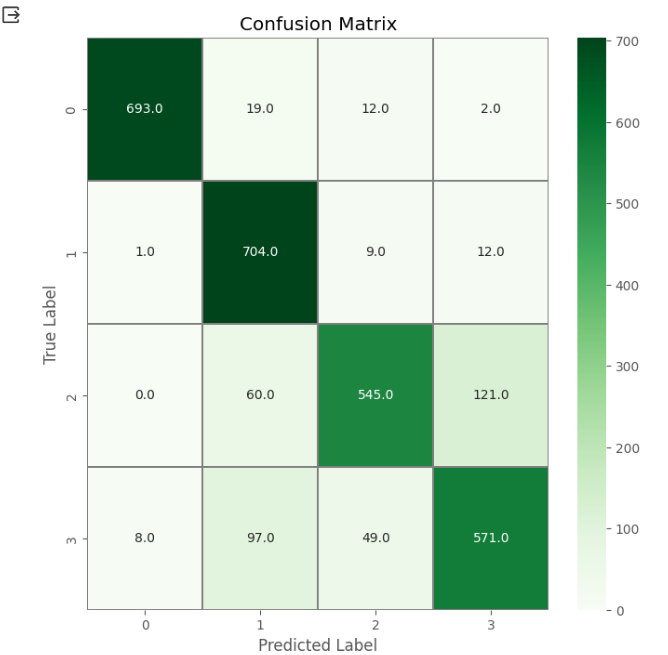 Confusion Matrix
700
0 693.0 19.0 12.0 2.0
600
500
1 1.0 704.0 9.0 12.0
400
True Label
300
2 0.0 60.0 545.0 121.0
200
3 8.0 97.0 49.0 571.0
100
0
0 1 2 3
Predicted Label